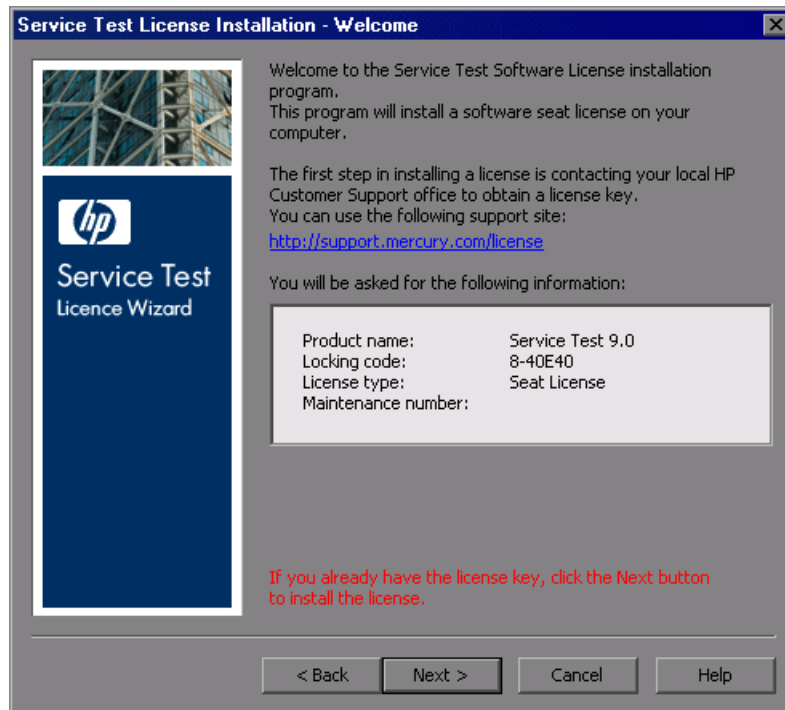 Service Test License Installation - Welcome
hp
Service Test
Licence Wizard
Welcome to the Service Test Software License installation
program.
This program will install a software seat license on your
computer.
The first step in installing a license is contacting your local HP
Customer Support office to obtain a license key.
You can use the following support site:
http://support.mercury.com/license
You will be asked for the following information:
Product name: Service Test 9.0
Locking code: 8-40E40
License type: Seat License
Maintenance number:
If you already have the license key, click the Next button
to install the license.
< Back Next > Cancel Help